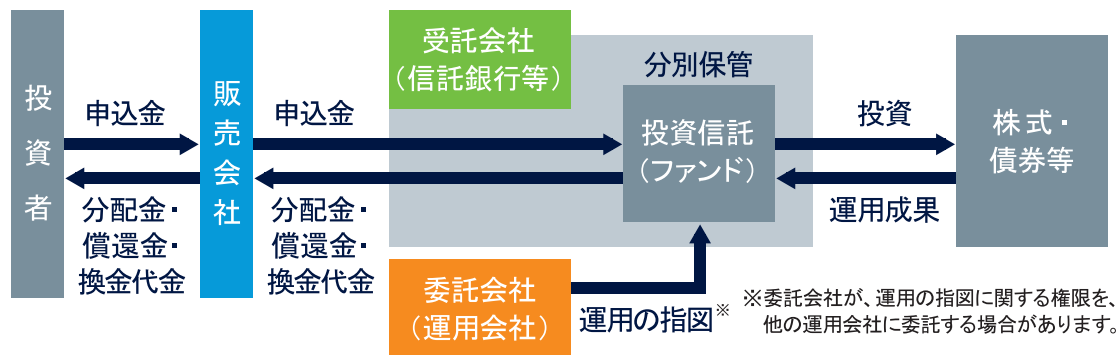 投資者
申込金
分配金・
償還金・
換金代金
販売会社
申込金
分配金・
償還金・
換金代金
受託会社
（信託銀行等）
分別保管
投資信託
（ファンド）
委託会社
（運用会社）
運用の指図※
投資
運用成果
株式・
債券等
※委託会社が、運用の指図に関する権限を、
他の運用会社に委託する場合があります。